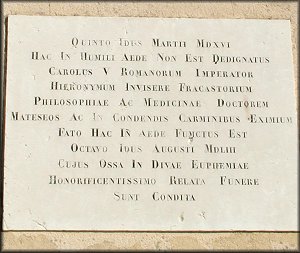 QUINTO IDUS MARTII MDXVI
HAC IN HUMILI AEDE NON EST DEDIGNATUS
CAROLUS V ROMANORUM IMPERATOR
HIERONYMUM INVISERE FRACASTORIUM
PHILOSOPHIAE AC MEDICINAE DOCTOREM
MATESEOS AC IN CONDENDIS CARMINIBUS EXIMIUM
FATO HAC IN AEDE FUNCTUS EST
OCTAVO IDUS AUGUSTI MDLIII
CUJUS OSSA IN DIVAE EUPHEMIAE
HONORIFICENTISSIMO RELATA FUNERE
SUNT CONDITA